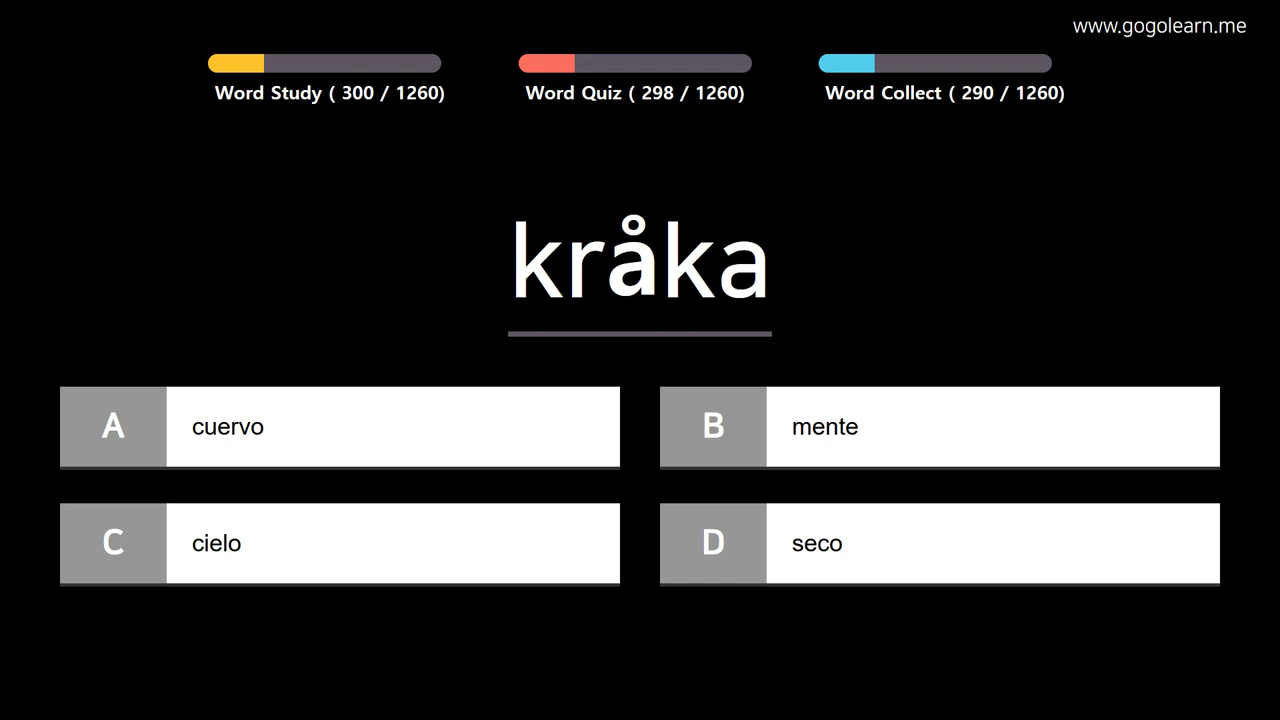 www.gogolearn.me
Word Study ( 300 / 1260)
Word Quiz ( 298 / 1260)
Word Collect ( 290 / 1260)
kråka
A cuervo
B mente
C cielo
D seco